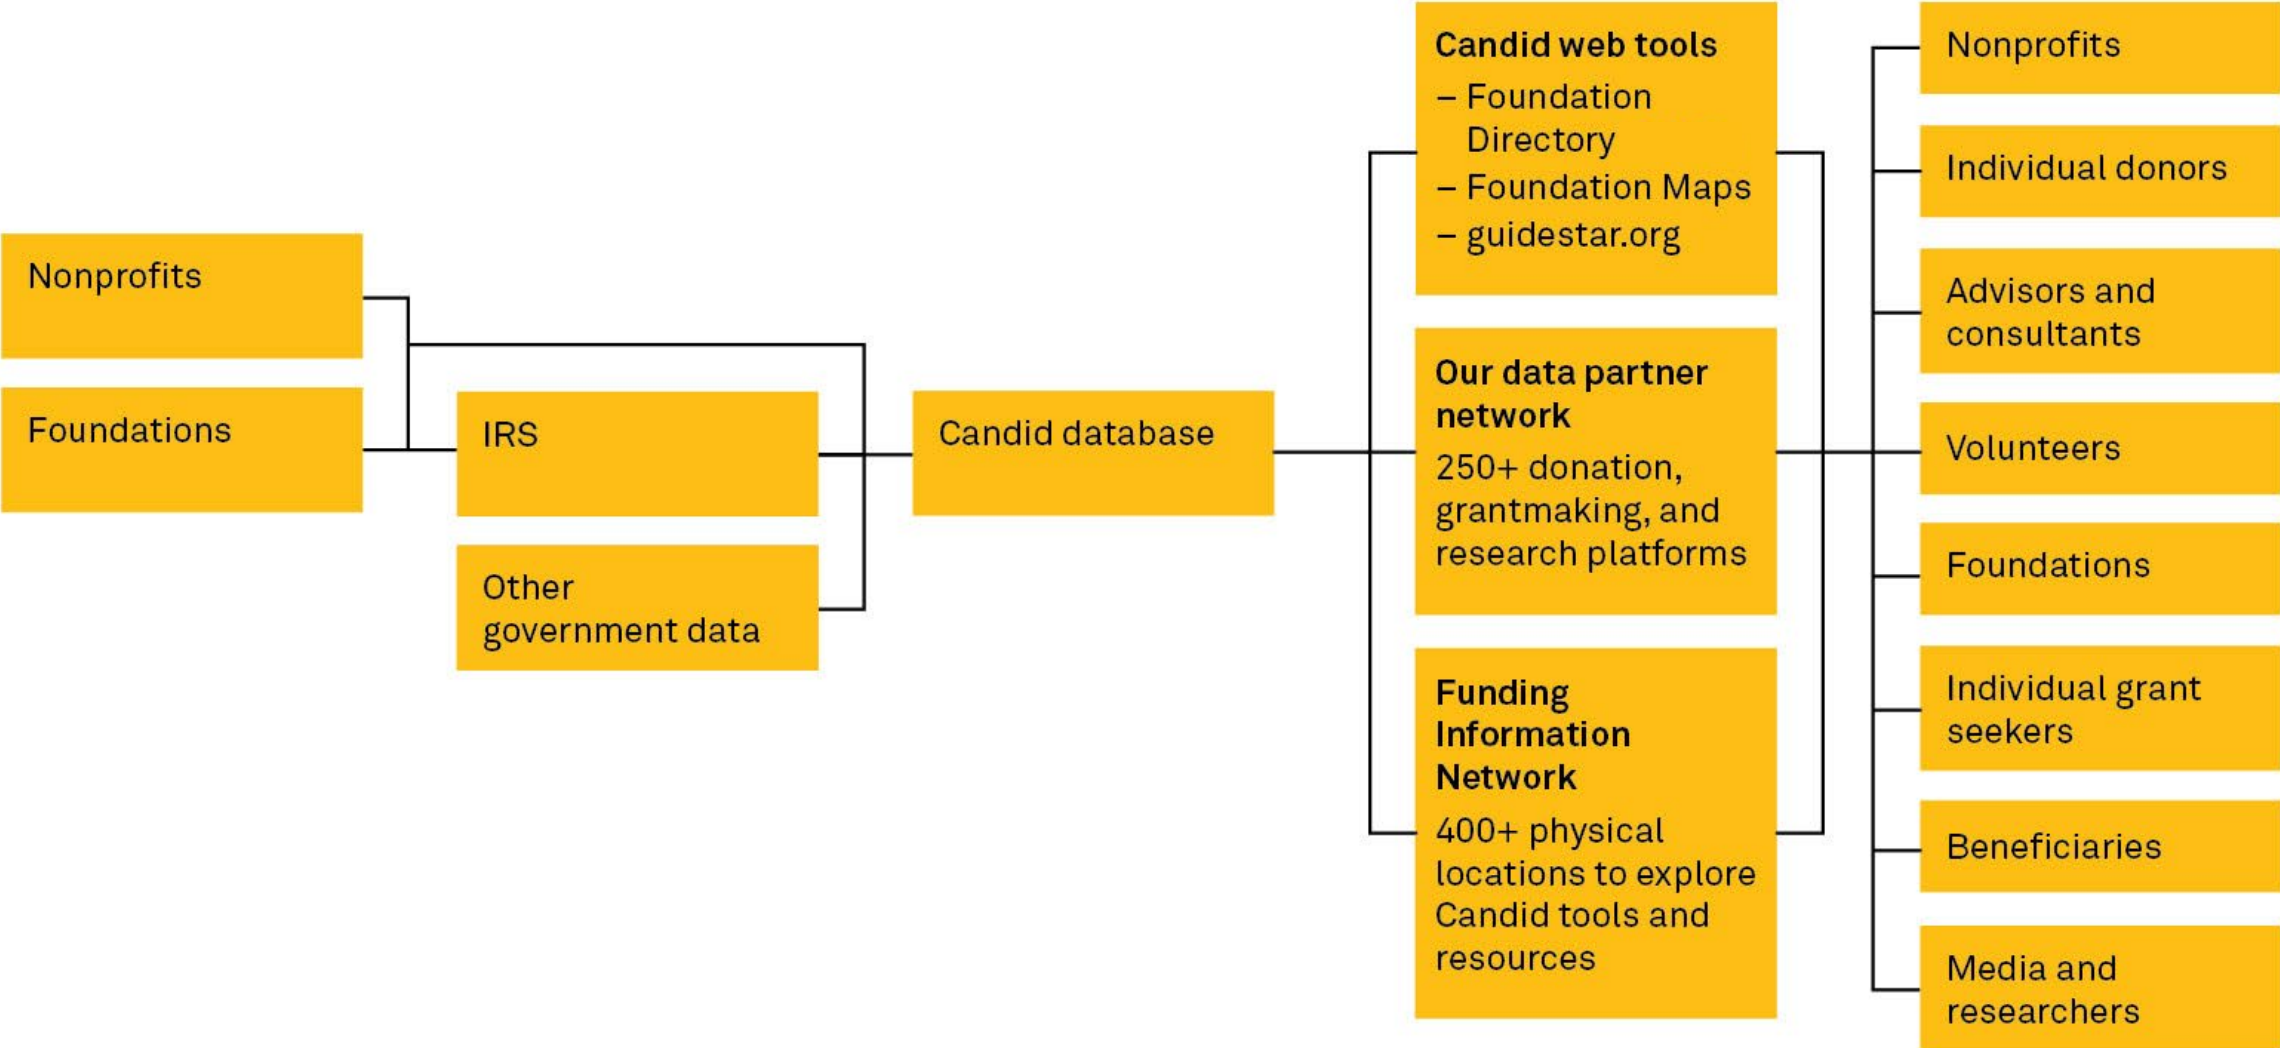 Nonprofits
Foundations
IRS
Other
government data
Candid database
Candid web tools
– Foundation
Directory
– Foundation Maps
– guidestar.org
Our data partner
network
250+ donation,
grantmaking, and
research platforms
Funding
Information
Network
400+ physical
locations to explore
Candid tools and
resources
Nonprofits
Individual donors
Advisors and
consultants
Volunteers
Foundations
Individual grant
seekers
Beneficiaries
Media and
researchers